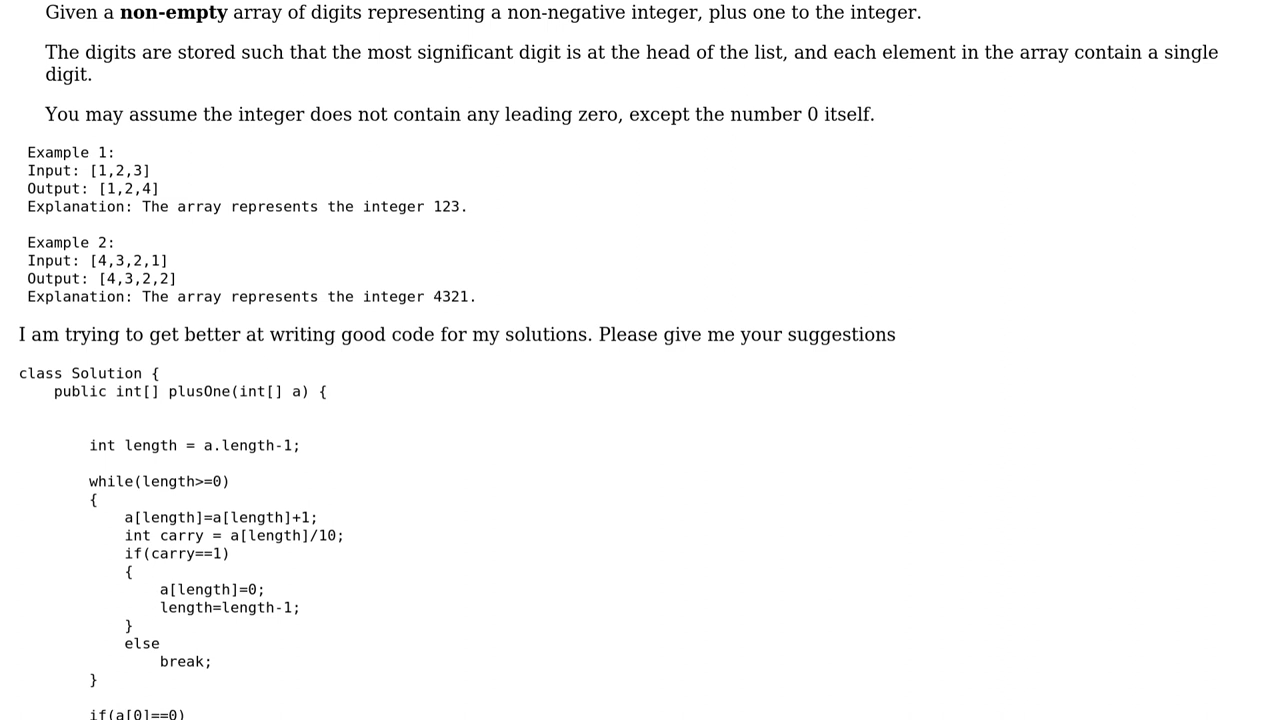 Given a non-empty array of digits representing a non-negative integer, plus one to the integer.
The digits are stored such that the most significant digit is at the head of the list, and each element in the array contain a single
digit.
You may assume the integer does not contain any leading zero, except the number 0 itself.
Example 1:
Input: [1,2,3]
Output: [1,2,4]
Explanation: The array represents the integer 123.
Example 2:
Input: [4,3,2,1]
Output: [4,3,2,2]
Explanation: The array represents the integer 4321.
I am trying to get better at writing good code for my solutions. Please give me your suggestions
class Solution {
    public int[] plusOne(int[] a) {
        int length = a.length-1;
        while(length>=0)
        {
            a[length]=a[length]+1;
            int carry = a[length]/10;
            if(carry==1)
            {
                a[length]=0;
                length=length-1;
            }
            else
                break;
        }
        if(a[0]==0)